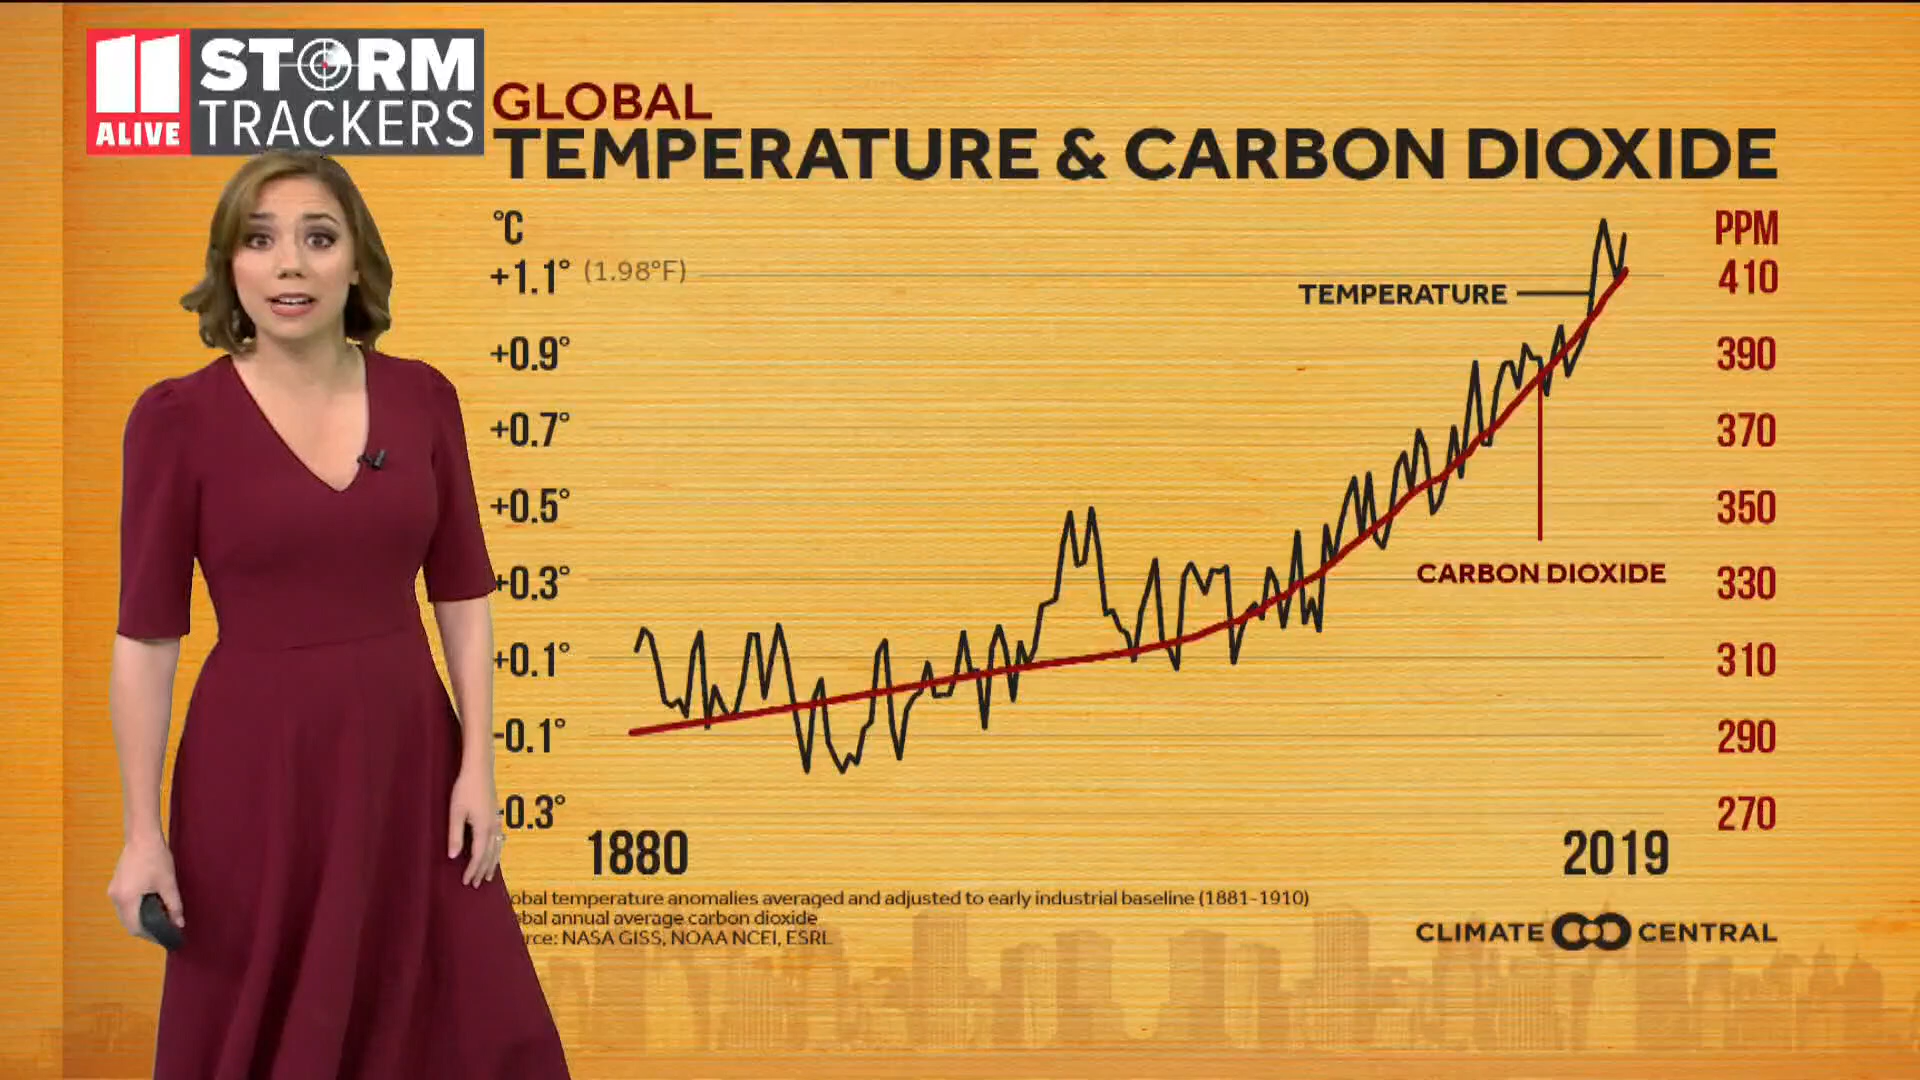 11
ALIVE
STORM
TRACKERS
GLOBAL
TEMPERATURE & CARBON DIOXIDE
°C
PPM
+1.1° (1.98°F)
410
TEMPERATURE
+0.9°
390
+0.7°
370
+0.5°
350
CARBON DIOXIDE
+0.3°
330
+0.1°
310
-0.1°
290
-0.3°
270
1880
2019
obal temperature anomalies averaged and adjusted to early industrial baseline (1881-1910)
bal annual average carbon dioxide
rce: NASA GISS, NOAA NCEI, ESRL
CLIMATE CENTRAL